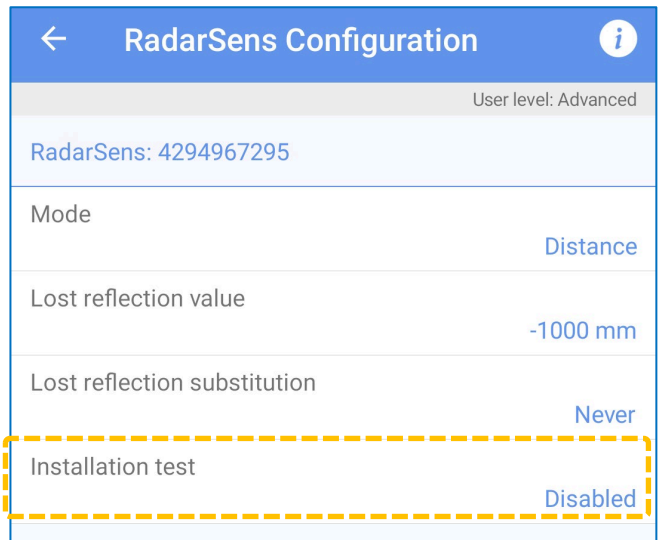 RadarSens Configuration
i
User level: Advanced
RadarSens: 4294967295
Mode
Distance
Lost reflection value
-1000 mm
Lost reflection substitution
Never
Installation test
Disabled